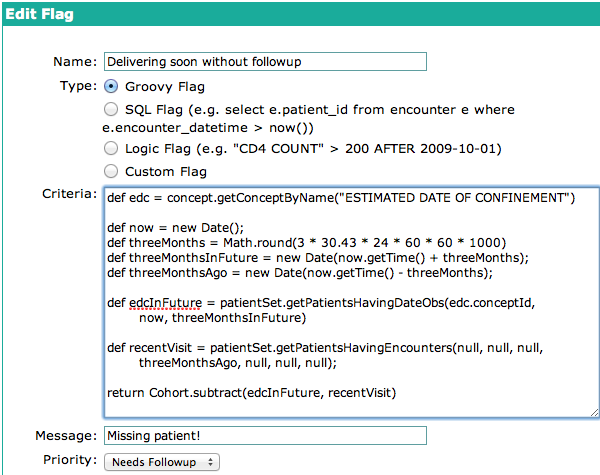 Edit Flag
Name: Delivering soon without followup
Type: Groovy Flag
SQL Flag (e.g. select e.patient_id from encounter e where
e.encounter_datetime > now())
Logic Flag (e.g. "CD4 COUNT" > 200 AFTER 2009-10-01)
Custom Flag
Criteria: def edc = concept.getConceptByName("ESTIMATED DATE OF CONFINEMENT")
def now = new Date();
def threeMonths = Math.round(3 * 30.43 * 24 * 60 * 60 * 1000)
def threeMonthsInFuture = new Date(now.getTime() + threeMonths);
def threeMonthsAgo = new Date(now.getTime() - threeMonths);
def edcInFuture = patientSet.getPatientsHavingDateObs(edc.conceptId,
now, threeMonthsInFuture)
def recentVisit = patientSet.getPatientsHavingEncounters(null, null, null,
threeMonthsAgo, null, null, null);
return Cohort.subtract(edcInFuture, recentVisit)
Message: Missing patient!
Priority: Needs Followup